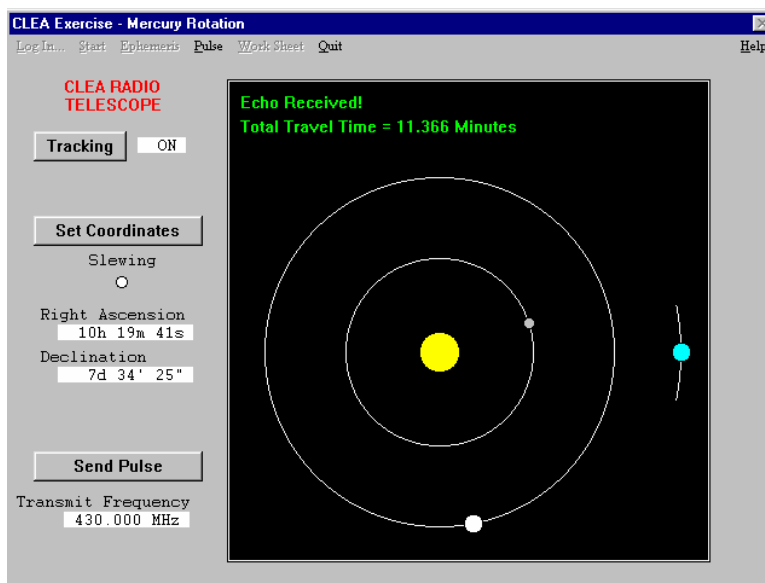 CLEA Exercise - Mercury Rotation
Log In... Start Ephemeris Pulse Work Sheet Quit Help
CLEA RADIO
TELESCOPE
Tracking ON
Set Coordinates
Slewing
Right Ascension
10h 19m 41s
Declination
7d 34' 25"
Send Pulse
Transmit Frequency
430.000 MHz
Echo Received!
Total Travel Time = 11.366 Minutes